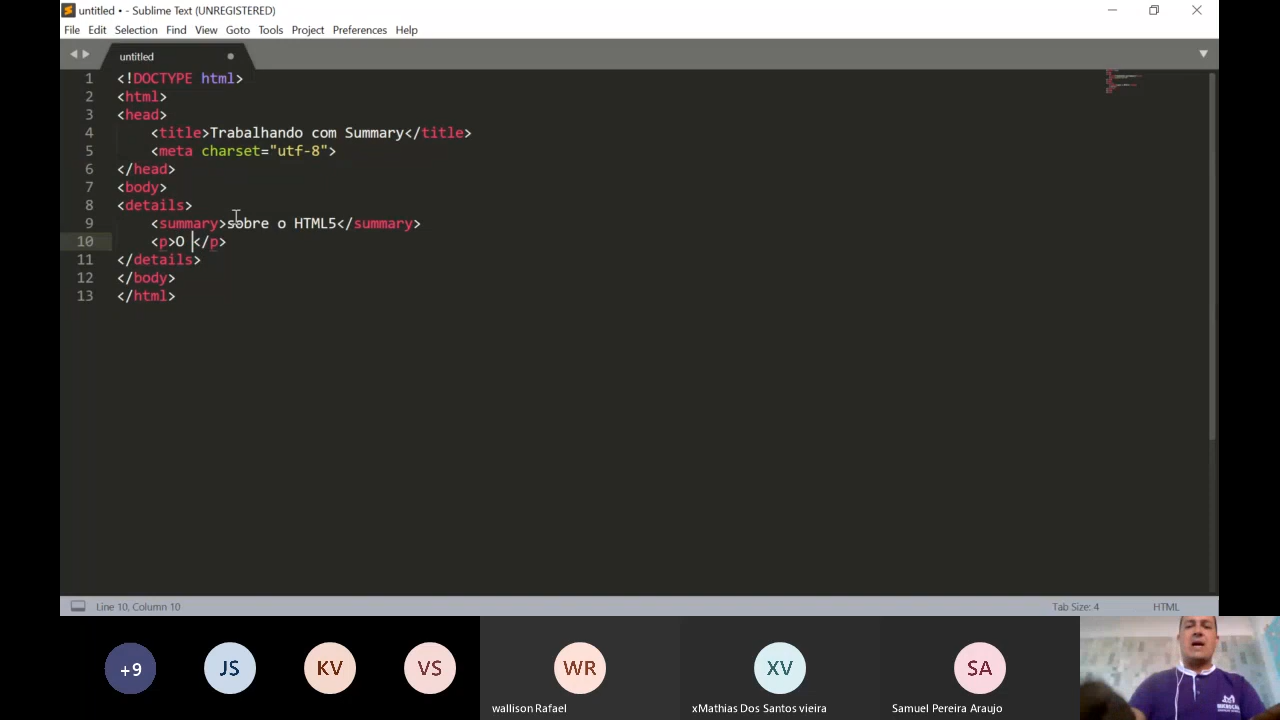 untitled • - Sublime Text (UNREGISTERED)
File Edit Selection Find View Goto Tools Project Preferences Help
untitled
1 <!DOCTYPE html>
2 <html>
3 <head>
4 <title>Trabalhando com Summary</title>
5 <meta charset="utf-8">
6 </head>
7 <body>
8 <details>
9 <summary>sobre o HTML5</summary>
10 <p>O </p>
11 </details>
12 </body>
13 </html>
Line 10, Column 10 Tab Size: 4 HTML
+9 JS KV VS WR XV SA
wallison Rafael xMathias Dos Santos vieira Samuel Pereira Araujo